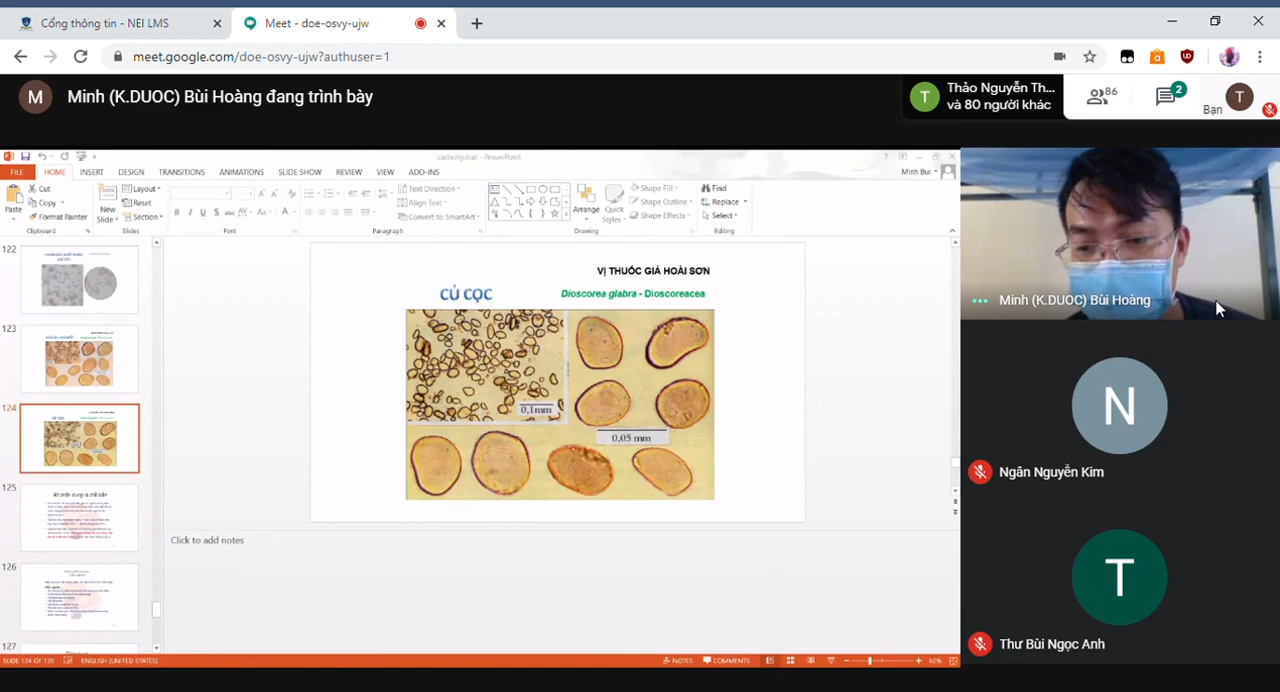 Cổng thông tin - NEI LMS
Meet - doe-osvy-ujw
meet.google.com/doe-osvy-ujw?authuser=1
M
Minh (K.DUOC) Bùi Hoàng đang trình bày
T
Thảo Nguyễn Th...
và 80 người khác
86
2
Bạn
T
cacbohydrat - PowerPoint
FILE HOME INSERT DESIGN TRANSITIONS ANIMATIONS SLIDE SHOW REVIEW VIEW ADD-INS
Minh Bui
Paste
Cut
Copy
Format Painter
Clipboard
New
Slide
Layout
Reset
Section
Slides
Font
Text Direction
Align Text
Convert to SmartArt
Paragraph
Arrange
Quick
Styles
Shape Fill
Shape Outline
Shape Effects
Drawing
Find
Replace
Select
Editing
122
123
124
125
126
127
VỊ THUỐC GIẢ HOÀI SƠN
CỦ CỌC
Dioscorea glabra - Dioscoreacea
0,1mm
0,05 mm
Click to add notes
SLIDE 124 OF 135
ENGLISH (UNITED STATES)
NOTES
COMMENTS
62%
Minh (K.DUOC) Bùi Hoàng
N
Ngân Nguyễn Kim
T
Thư Bùi Ngọc Anh